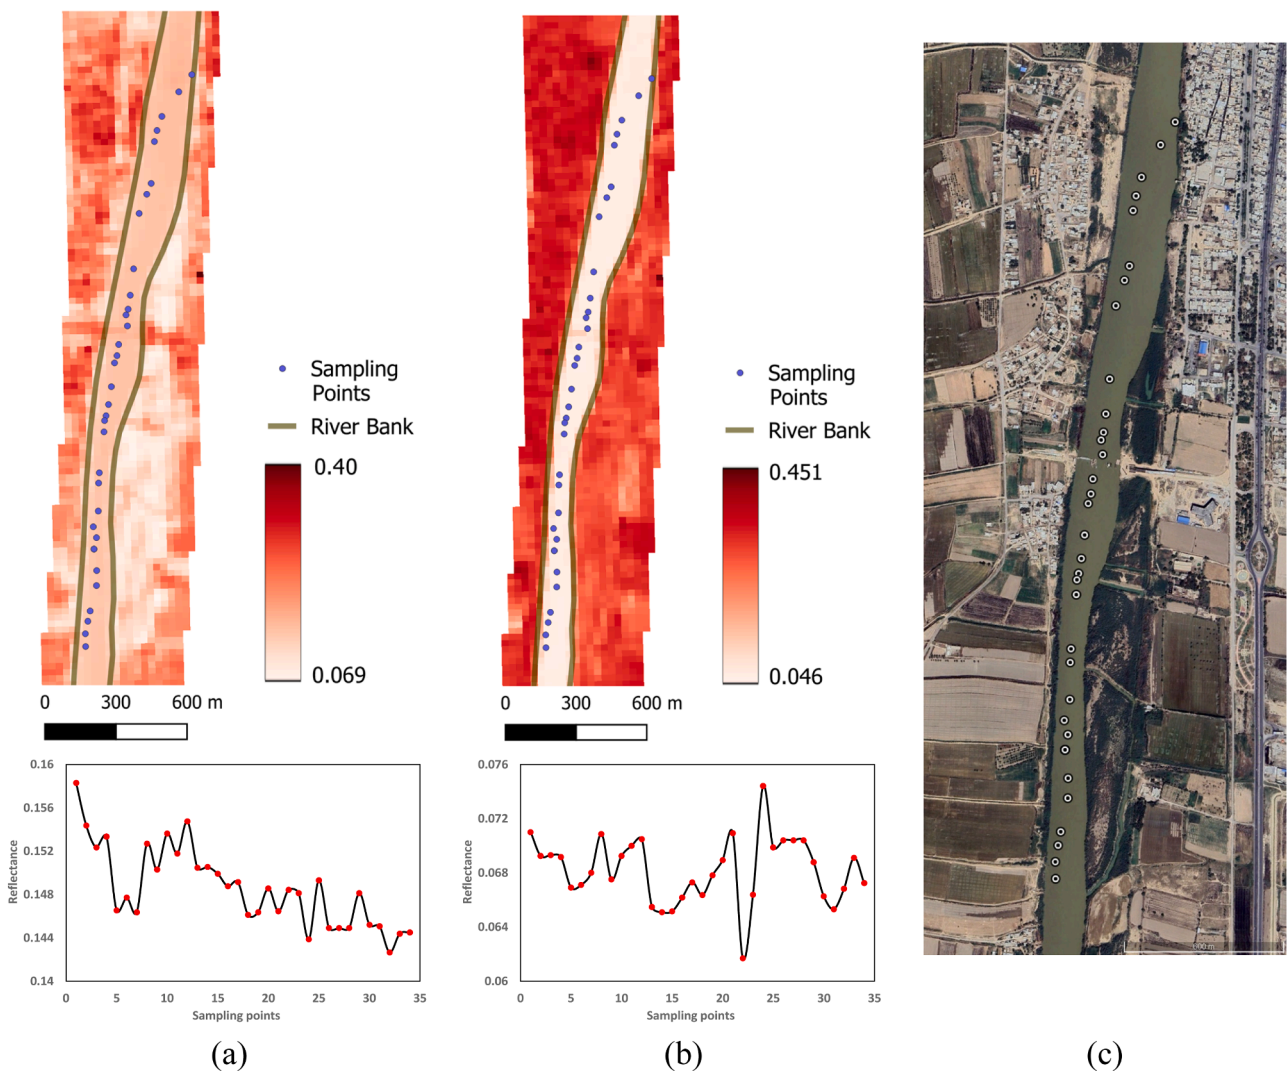 Sampling
Points
River Bank
0.40
0.069
0 300 600 m
Sampling
Points
River Bank
0.451
0.046
0 300 600 m
0.16
0.156
0.152
0.148
0.144
0.14
Reflectance
0 5 10 15 20 25 30 35
Sampling points
0.076
0.072
0.068
0.064
0.06
Reflectance
0 5 10 15 20 25 30 35
Sampling points
(a) (b) (c)